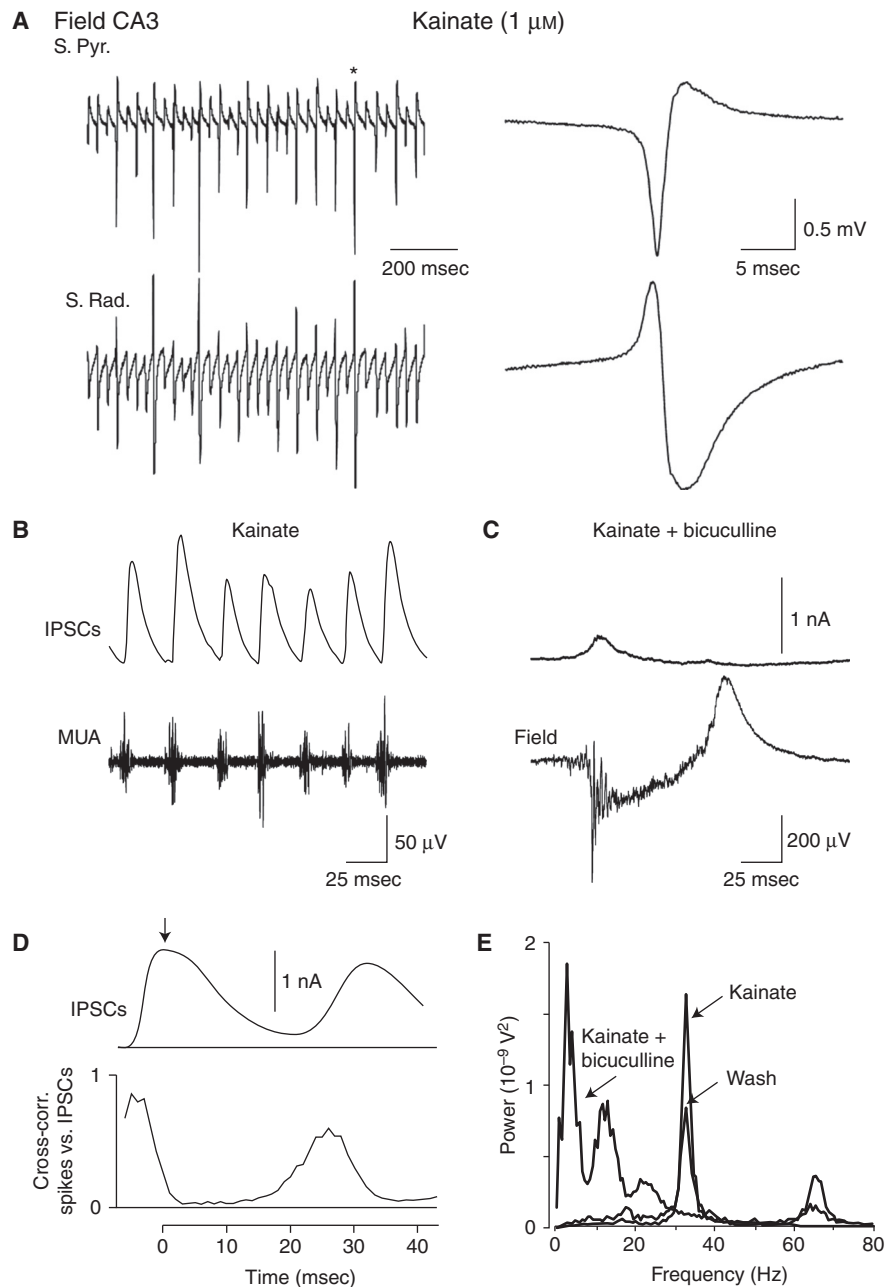 A Field CA3 Kainate (1 μM)
S. Pyr.
*
200 msec
0.5 mV
5 msec
S. Rad.
B Kainate
IPSCs
MUA
50 μV
25 msec
C Kainate + bicuculline
1 nA
Field
200 μV
25 msec
D
IPSCs
1 nA
Cross-corr.
spikes vs. IPSCs
1
0
0 10 20 30 40
Time (msec)
E
Power (10⁻⁹ V²)
2
1
0
Kainate
Kainate +
bicuculline
Wash
0 20 40 60 80
Frequency (Hz)